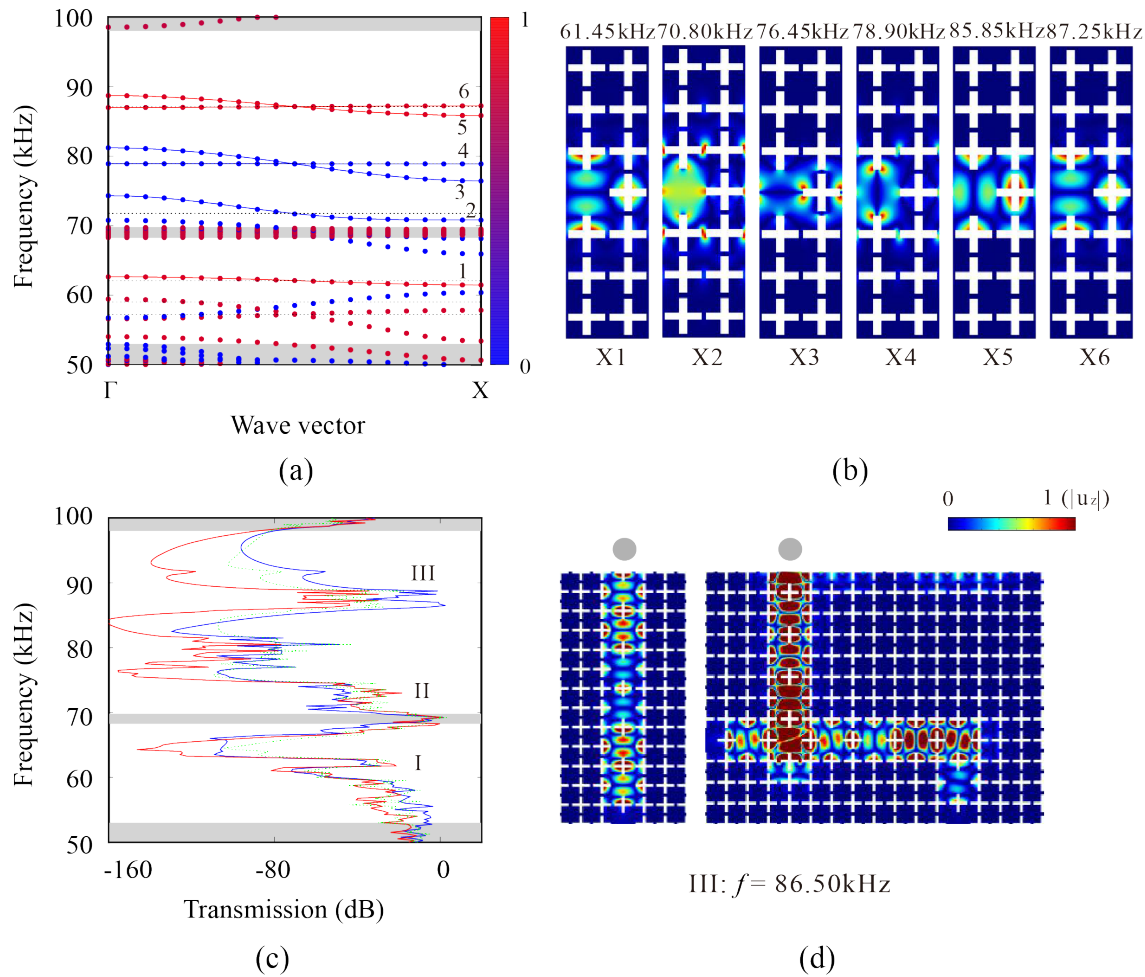 100
90
80
70
60
50
Frequency (kHz)
6
5
4
3
2
1
Γ
X
Wave vector
1
0
(a)
61.45kHz 70.80kHz 76.45kHz 78.90kHz 85.85kHz 87.25kHz
X1 X2 X3 X4 X5 X6
(b)
100
90
80
70
60
50
Frequency (kHz)
III
II
I
-160 -80 0
Transmission (dB)
(c)
0 1 (|uz|)
III: f = 86.50kHz
(d)